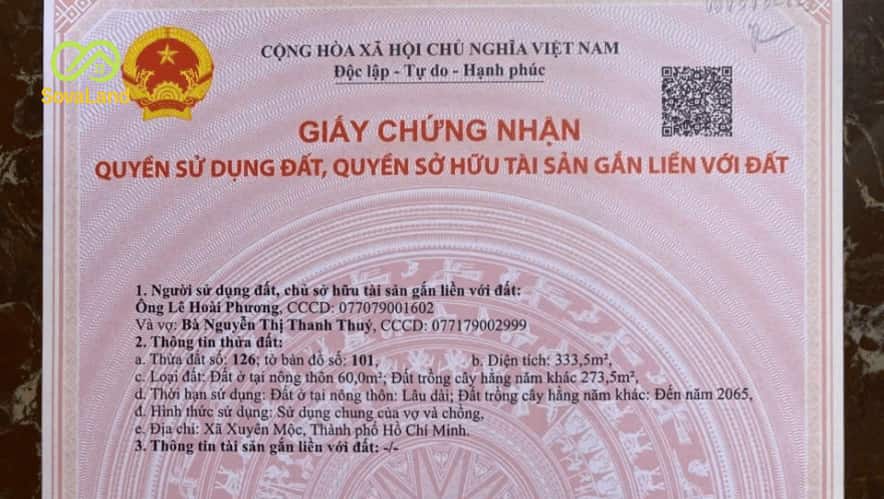 CỘNG HÒA XÃ HỘI CHỦ NGHĨA VIỆT NAM
Độc lập - Tự do - Hạnh phúc
SovaLand
GIẤY CHỨNG NHẬN
QUYỀN SỬ DỤNG ĐẤT, QUYỀN SỞ HỮU TÀI SẢN GẮN LIỀN VỚI ĐẤT
1. Người sử dụng đất, chủ sở hữu tài sản gắn liền với đất:
Ông Lê Hoài Phương, CCCD: 077079001602
Và vợ: Bà Nguyễn Thị Thanh Thuỷ, CCCD: 077179002999
2. Thông tin thửa đất:
a. Thửa đất số: 126; tờ bản đồ số: 101, b. Diện tích: 333,5m²,
c. Loại đất: Đất ở tại nông thôn 60,0m²; Đất trồng cây hằng năm khác 273,5m²,
d. Thời hạn sử dụng: Đất ở tại nông thôn: Lâu dài; Đất trồng cây hằng năm khác: Đến năm 2065,
đ. Hình thức sử dụng: Sử dụng chung của vợ và chồng,
e. Địa chỉ: Xã Xuyên Mộc, Thành phố Hồ Chí Minh.
3. Thông tin tài sản gắn liền với đất: -/-